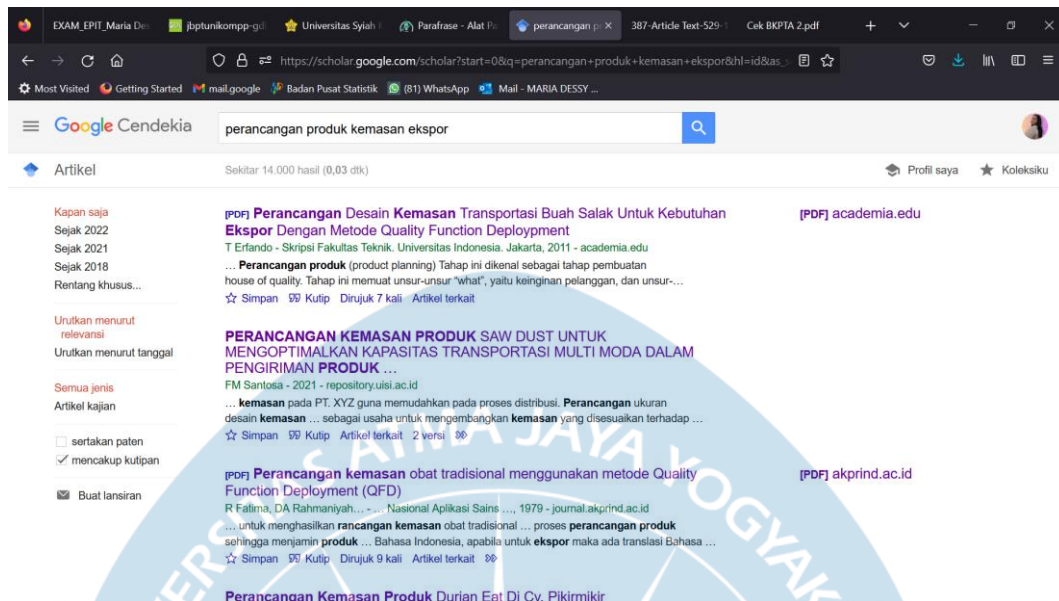 EXAM_EPIT_Maria De
jbptunikompp-gd
Universitas Syiah
Parafrase - Alat Pa
perancangan p
387-Article Text-529-1
Cek BKPTA 2.pdf
https://scholar.google.com/scholar?start=0&q=perancangan+produk+kemasan+ekspor&hl=id&as_s
Most Visited Getting Started mail.google Badan Pusat Statistik (81) WhatsApp Mail - MARIA DESSY ...
Google Cendekia
perancangan produk kemasan ekspor
Artikel
Sekitar 14.000 hasil (0,03 dtk)
Profil saya
Koleksiku
Kapan saja
Sejak 2022
Sejak 2021
Sejak 2018
Rentang khusus...
Urutkan menurut
relevansi
Urutkan menurut tanggal
Semua jenis
Artikel kajian
sertakan paten
mencakup kutipan
Buat lansiran
[PDF] Perancangan Desain Kemasan Transportasi Buah Salak Untuk Kebutuhan
Ekspor Dengan Metode Quality Function Deploypment
T Erfando - Skripsi Fakultas Teknik. Universitas Indonesia. Jakarta, 2011 - academia.edu
... Perancangan produk (product planning) Tahap ini dikenal sebagai tahap pembuatan
house of quality. Tahap ini memuat unsur-unsur "what", yaitu keinginan pelanggan, dan unsur-...
Simpan Kutip Dirujuk 7 kali Artikel terkait
[PDF] academia.edu
PERANCANGAN KEMASAN PRODUK SAW DUST UNTUK
MENGOPTIMALKAN KAPASITAS TRANSPORTASI MULTI MODA DALAM
PENGIRIMAN PRODUK ...
FM Santosa - 2021 - repository.uisi.ac.id
... kemasan pada PT. XYZ guna memudahkan pada proses distribusi. Perancangan ukuran
desain kemasan ... sebagai usaha untuk mengembangkan kemasan yang disesuaikan terhadap ...
Simpan Kutip Artikel terkait 2 versi
[PDF] Perancangan kemasan obat tradisional menggunakan metode Quality
Function Deployment (QFD)
R Fatima, DA Rahmaniyah... - ... Nasional Aplikasi Sains ..., 1979 - journal.akprind.ac.id
... untuk menghasilkan rancangan kemasan obat tradisional ... proses perancangan produk
sehingga menjamin produk ... Bahasa Indonesia, apabila untuk ekspor maka ada translasi Bahasa ...
Simpan Kutip Dirujuk 9 kali Artikel terkait
[PDF] akprind.ac.id
Perancangan Kemasan Produk Durian Eat Di Cv. Pikirmikir
ERSITAS ATMA JAYA YOGYAK